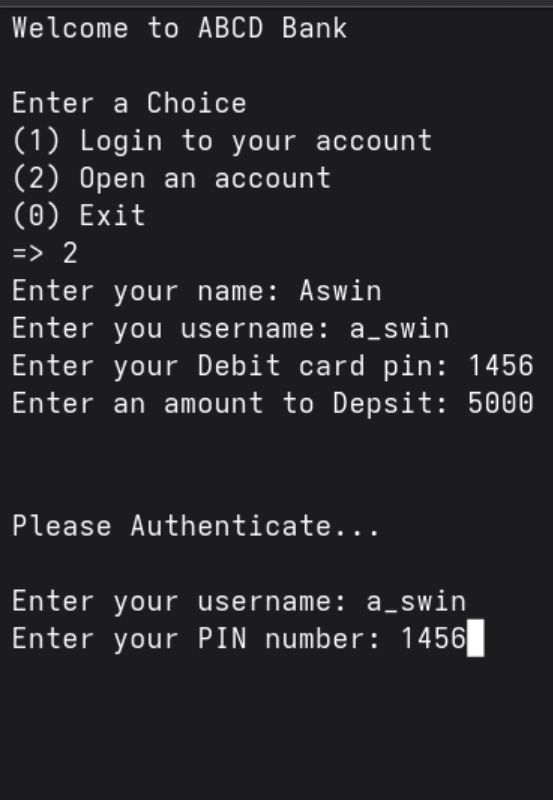 Welcome to ABCD Bank
Enter a Choice
(1) Login to your account
(2) Open an account
(0) Exit
=> 2
Enter your name: Aswin
Enter you username: a_swin
Enter your Debit card pin: 1456
Enter an amount to Depsit: 5000
Please Authenticate...
Enter your username: a_swin
Enter your PIN number: 1456